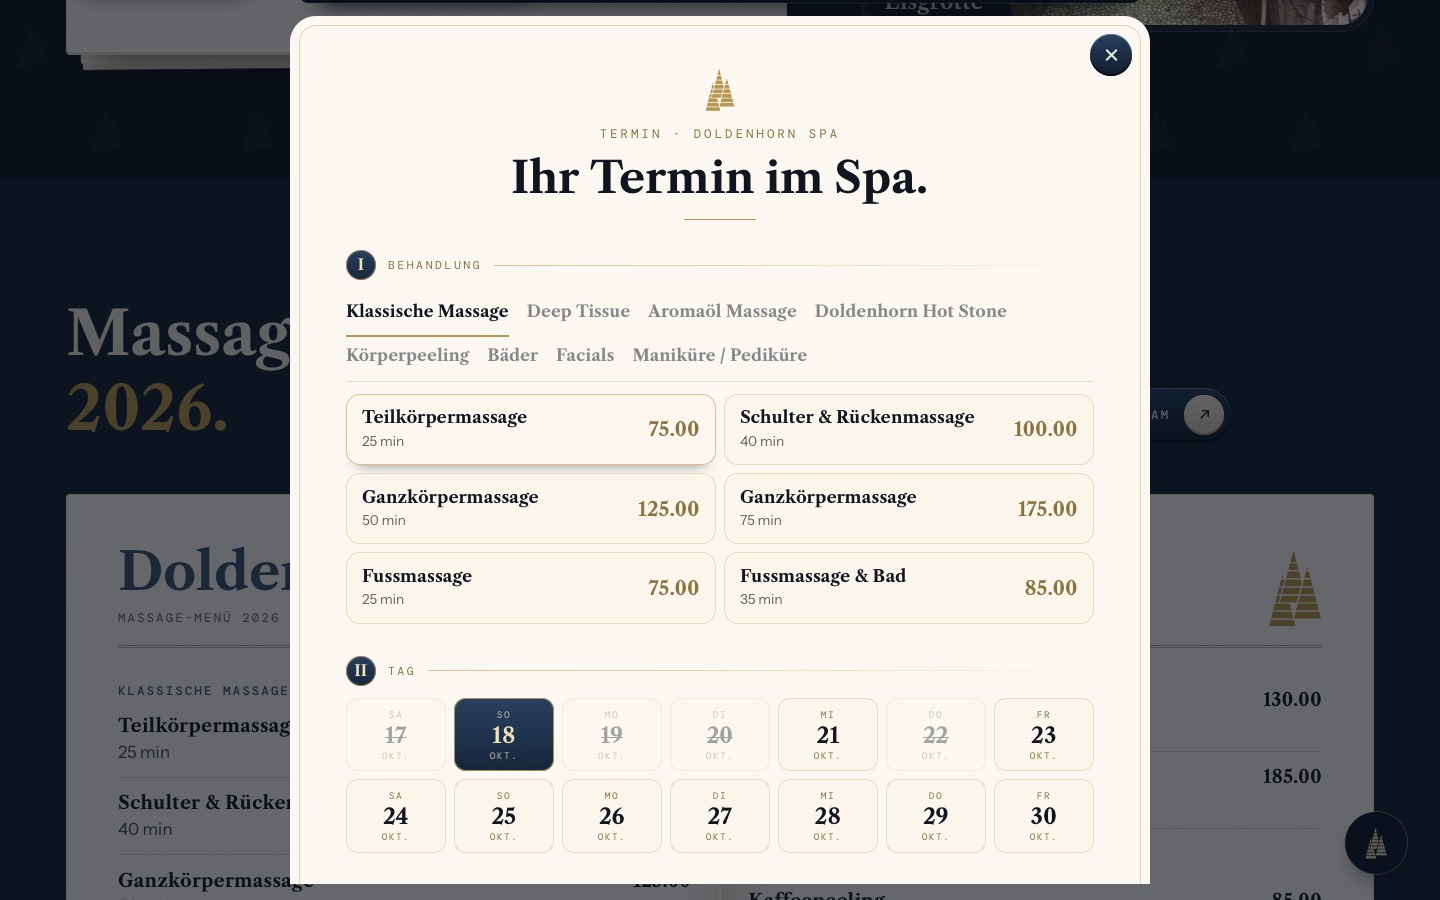 Eisgrotte
×
TERMIN · DOLDENHORN SPA
Ihr Termin im Spa.
I BEHANDLUNG
Klassische Massage Deep Tissue Aromaöl Massage Doldenhorn Hot Stone
Körperpeeling Bäder Facials Maniküre / Pediküre
Teilkörpermassage
25 min
75.00
Schulter & Rückenmassage
40 min
100.00
Ganzkörpermassage
50 min
125.00
Ganzkörpermassage
75 min
175.00
Fussmassage
25 min
75.00
Fussmassage & Bad
35 min
85.00
II TAG
SA 17 OKT.
SO 18 OKT.
MO 19 OKT.
DI 20 OKT.
MI 21 OKT.
DO 22 OKT.
FR 23 OKT.
SA 24 OKT.
SO 25 OKT.
MO 26 OKT.
DI 27 OKT.
MI 28 OKT.
DO 29 OKT.
FR 30 OKT.
Massag
2026.
AM
Dolden
MASSAGE-MENÜ 2026
KLASSISCHE MASSAGE
Teilkörpermassag
25 min
Schulter & Rücken
40 min
Ganzkörpermassage
130.00
185.00
Kaffeepeeling
85.00